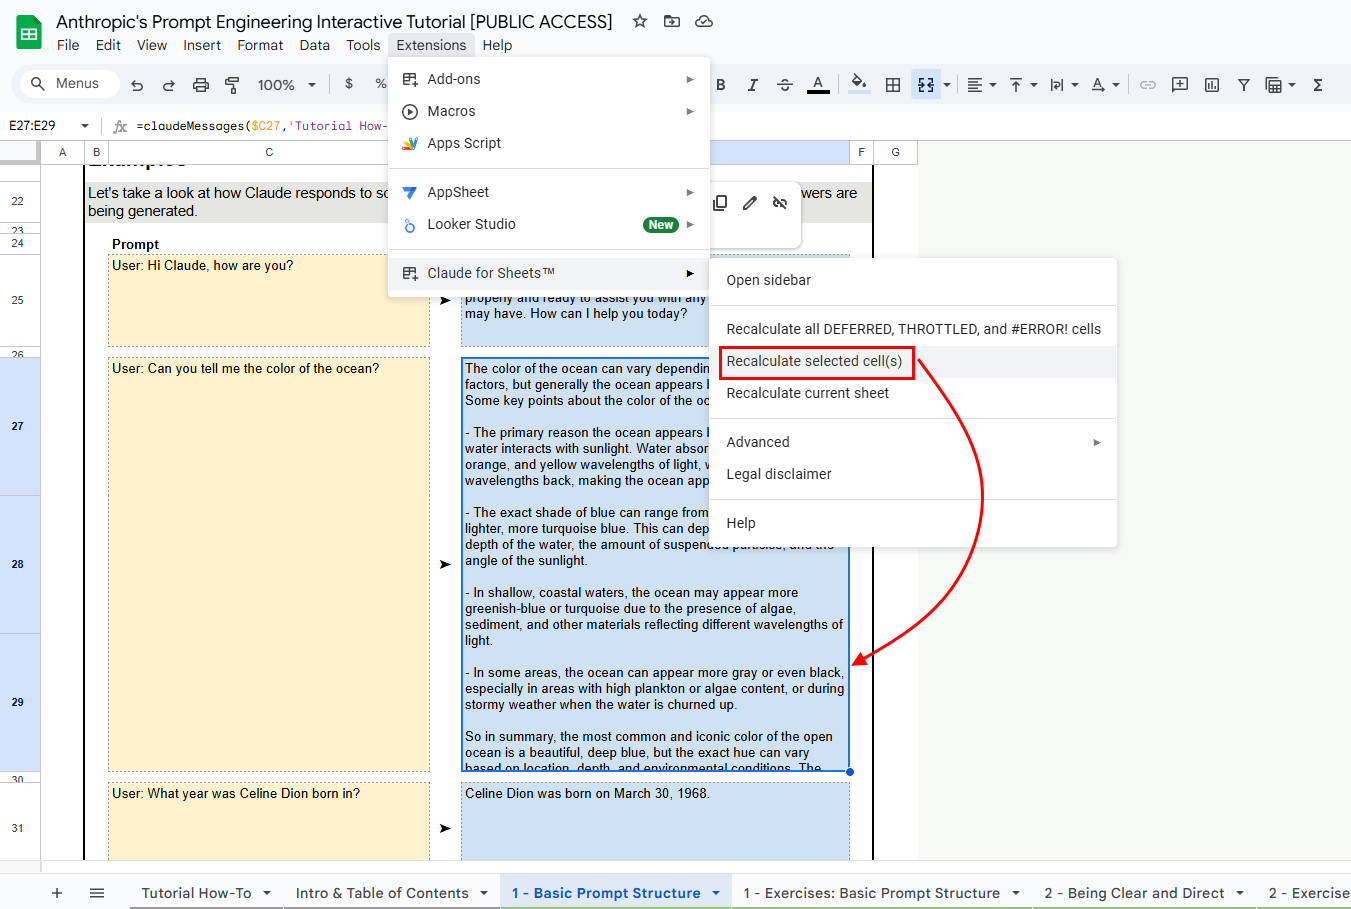 Anthropic's Prompt Engineering Interactive Tutorial [PUBLIC ACCESS]
File Edit View Insert Format Data Tools Extensions Help
Menus 100% $ % B I A A Σ
E27:E29 fx =claudeMessages($C27,'Tutorial How-
A B C F G
Let's take a look at how Claude responds to so
wers are
being generated.
Prompt
User: Hi Claude, how are you?
properly and ready to assist you with any
may have. How can I help you today?
User: Can you tell me the color of the ocean?
The color of the ocean can vary dependin
factors, but generally the ocean appears
Some key points about the color of the oc
- The primary reason the ocean appears
water interacts with sunlight. Water absor
orange, and yellow wavelengths of light,
wavelengths back, making the ocean app
- The exact shade of blue can range from
lighter, more turquoise blue. This can dep
depth of the water, the amount of suspended particles, and the
angle of the sunlight.
- In shallow, coastal waters, the ocean may appear more
greenish-blue or turquoise due to the presence of algae,
sediment, and other materials reflecting different wavelengths of
light.
- In some areas, the ocean can appear more gray or even black,
especially in areas with high plankton or algae content, or during
stormy weather when the water is churned up.
So in summary, the most common and iconic color of the open
ocean is a beautiful, deep blue, but the exact hue can vary
based on location, depth, and environmental conditions. The
User: What year was Celine Dion born in?
Celine Dion was born on March 30, 1968.
22
23
24
25
26
27
28
29
30
31
Add-ons
Macros
Apps Script
AppSheet
Looker Studio New
Claude for Sheets™
Open sidebar
Recalculate all DEFERRED, THROTTLED, and #ERROR! cells
Recalculate selected cell(s)
Recalculate current sheet
Advanced
Legal disclaimer
Help
Tutorial How-To Intro & Table of Contents 1 - Basic Prompt Structure 1 - Exercises: Basic Prompt Structure 2 - Being Clear and Direct 2 - Exercise